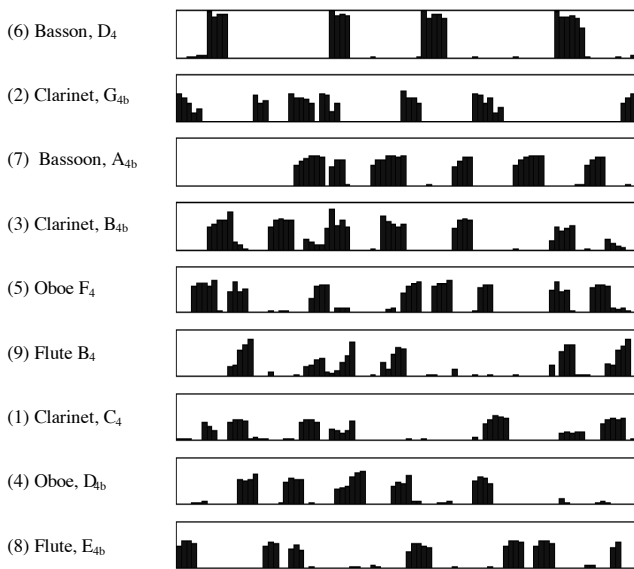 (6) Basson, D4
(2) Clarinet, G4b
(7) Bassoon, A4b
(3) Clarinet, B4b
(5) Oboe F4
(9) Flute B4
(1) Clarinet, C4
(4) Oboe, D4b
(8) Flute, E4b